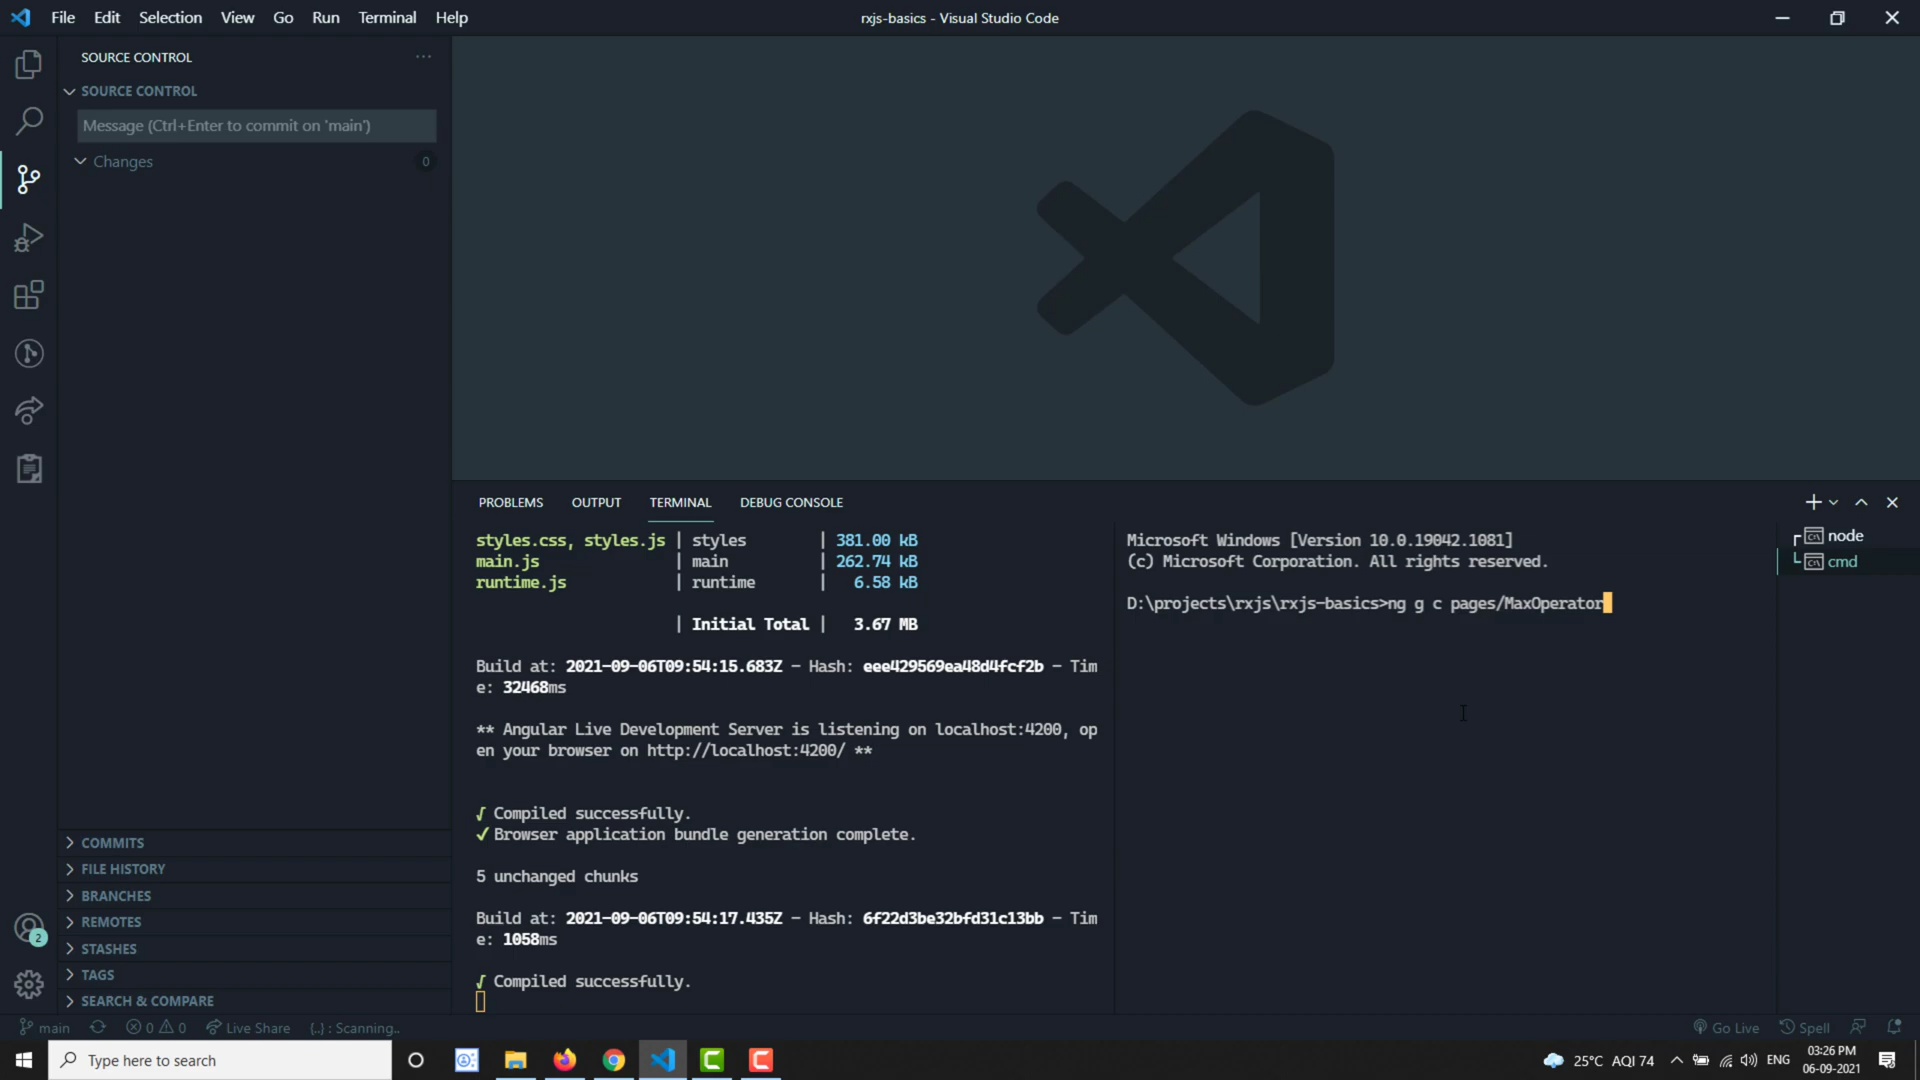 File Edit Selection View Go Run Terminal Help
rxjs-basics - Visual Studio Code
SOURCE CONTROL
SOURCE CONTROL
Message (Ctrl+Enter to commit on 'main')
Changes 0
COMMITS
FILE HISTORY
BRANCHES
REMOTES
STASHES
TAGS
SEARCH & COMPARE
2
PROBLEMS OUTPUT TERMINAL DEBUG CONSOLE
styles.css, styles.js | styles | 381.00 kB
main.js | main | 262.74 kB
runtime.js | runtime | 6.58 kB
| Initial Total | 3.67 MB
Build at: 2021-09-06T09:54:15.683Z - Hash: eee429569ea48d4fcf2b - Tim
e: 32468ms
** Angular Live Development Server is listening on localhost:4200, op
en your browser on http://localhost:4200/ **
√ Compiled successfully.
✓ Browser application bundle generation complete.
5 unchanged chunks
Build at: 2021-09-06T09:54:17.435Z - Hash: 6f22d3be32bfd31c13bb - Tim
e: 1058ms
√ Compiled successfully.
Microsoft Windows [Version 10.0.19042.1081]
(c) Microsoft Corporation. All rights reserved.
D:\projects\rxjs\rxjs-basics>ng g c pages/MaxOperator
node
cmd
main 0 0 Live Share {..} : Scanning..
Go Live Spell
Type here to search
25°C AQI 74 ENG
03:26 PM
06-09-2021